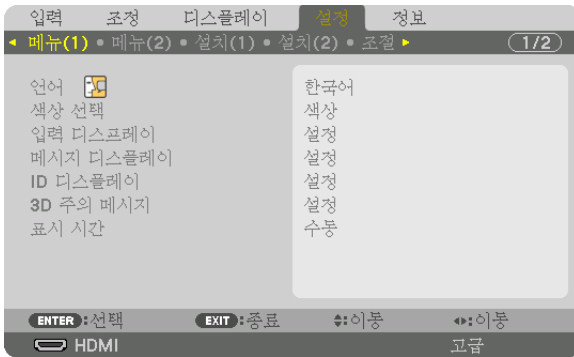 입력 조정 디스플레이 설정 정보
메뉴(1) • 메뉴(2) • 설치(1) • 설치(2) • 조절 1/2
언어 한국어
색상 선택 색상
입력 디스프레이 설정
메시지 디스플레이 설정
ID 디스플레이 설정
3D 주의 메시지 설정
표시 시간 수동
ENTER :선택 EXIT :종료 :이동 :이동
HDMI 고급